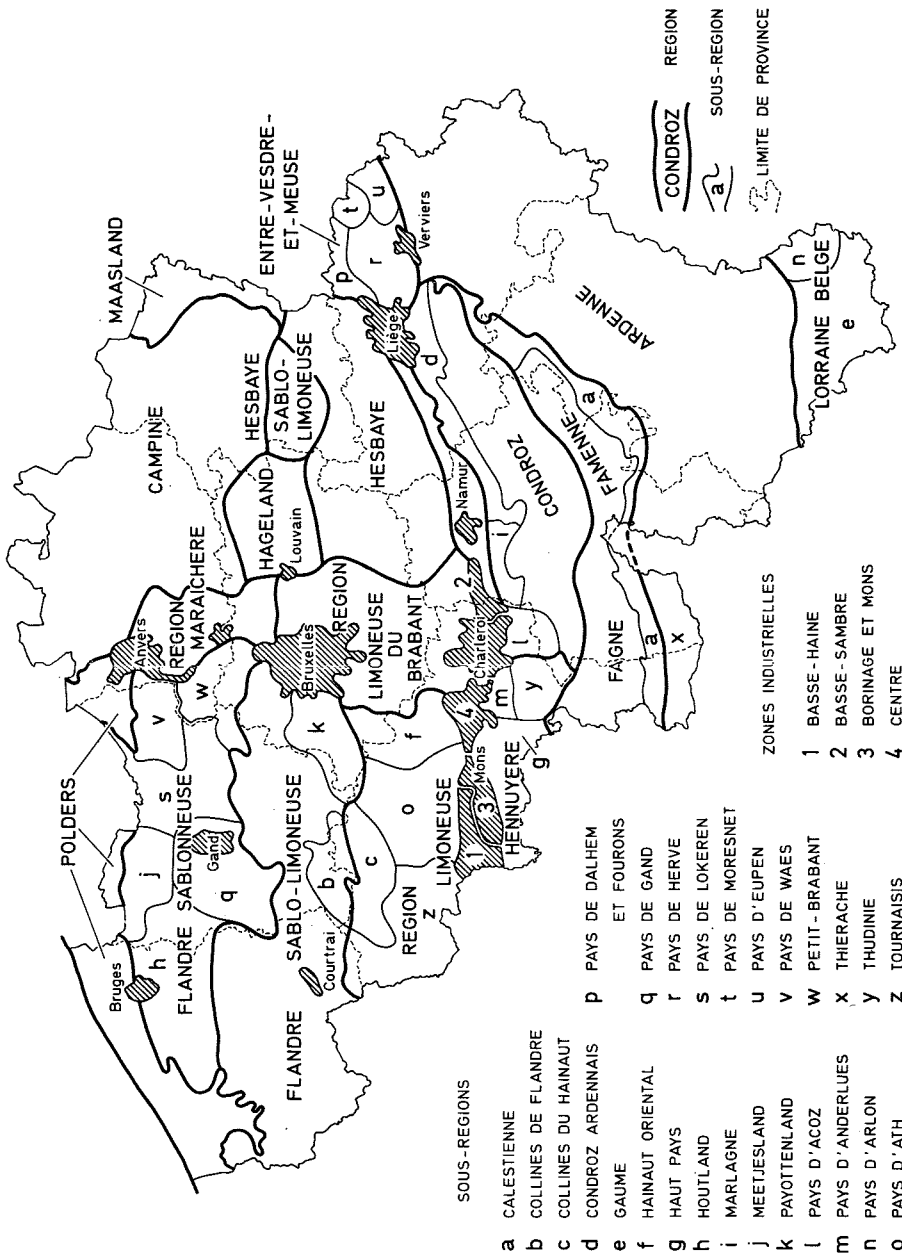 POLDERS
MAASLAND
ENTRE-VESDRE-
ET-MEUSE
Bruges
h
FLANDRE SABLONNEUSE
j
s
v
w
q
Gand
Anvers
REGION
MARAICHERE
CAMPINE
FLANDRE
SABLO-LIMONEUSE
Courtrai
b
k
Bruxelles
HAGELAND
Louvain
HESBAYE
SABLO-
LIMONEUSE
HESBAYE
REGION
LIMONEUSE
DU
BRABANT
c
o
f
z
REGION
LIMONEUSE
HENNUYERE
1
3
Mons
4
Charleroi
2
Namur
Liège
Verviers
p
r
t
u
d
i
l
m
y
g
CONDROZ
FAGNE
FAMENNE
a
a
x
ARDENNE
LORRAINE BELGE
n
e
CONDROZ REGION
a SOUS-REGION
LIMITE DE PROVINCE
SOUS-REGIONS
a CALESTIENNE
b COLLINES DE FLANDRE
c COLLINES DU HAINAUT
d CONDROZ ARDENNAIS
e GAUME
f HAINAUT ORIENTAL
g HAUT PAYS
h HOUTLAND
i MARLAGNE
j MEETJESLAND
k PAYOTTENLAND
l PAYS D'ACOZ
m PAYS D'ANDERLUES
n PAYS D'ARLON
o PAYS D'ATH
p PAYS DE DALHEM
ET FOURONS
q PAYS DE GAND
r PAYS DE HERVE
s PAYS DE LOKEREN
t PAYS DE MORESNET
u PAYS D'EUPEN
v PAYS DE WAES
w PETIT-BRABANT
x THIERACHE
y THUDINIE
z TOURNAISIS
ZONES INDUSTRIELLES
1 BASSE-HAINE
2 BASSE-SAMBRE
3 BORINAGE ET MONS
4 CENTRE